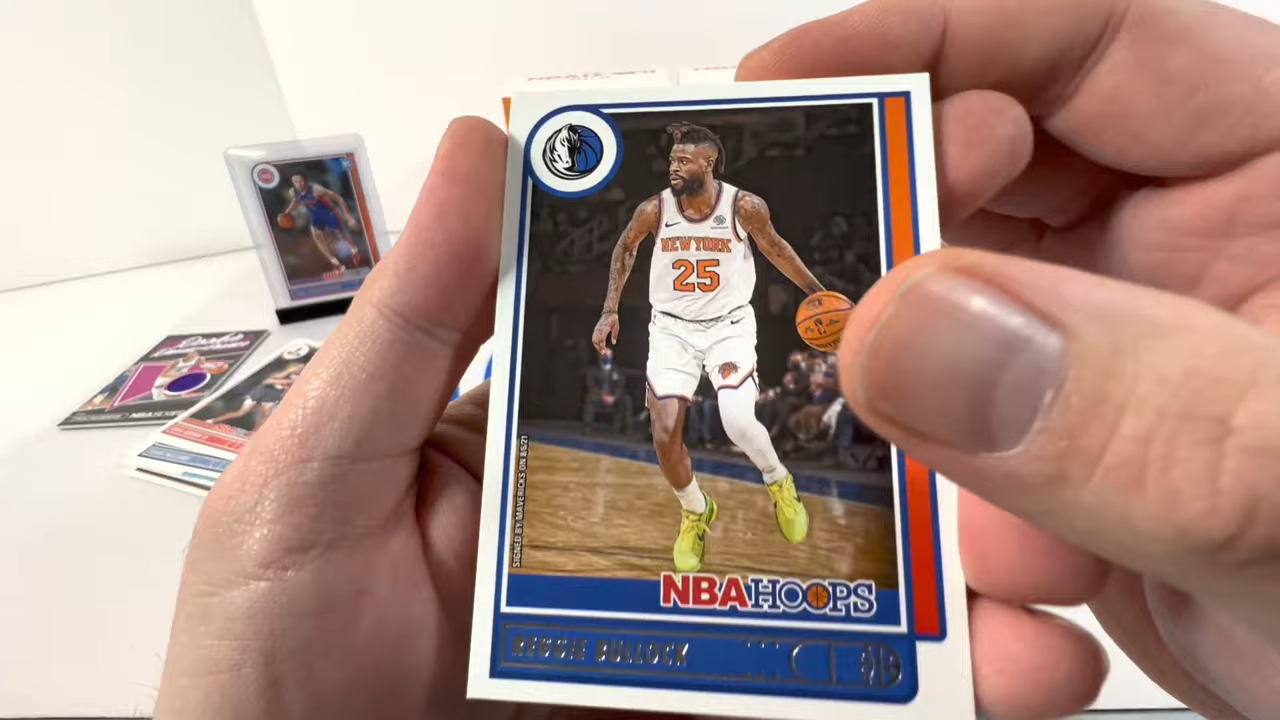 NEW YORK
25
SIGNED BY MAVERICKS ON 8/6/21
NBA HOOPS
REGGIE BULLOCK